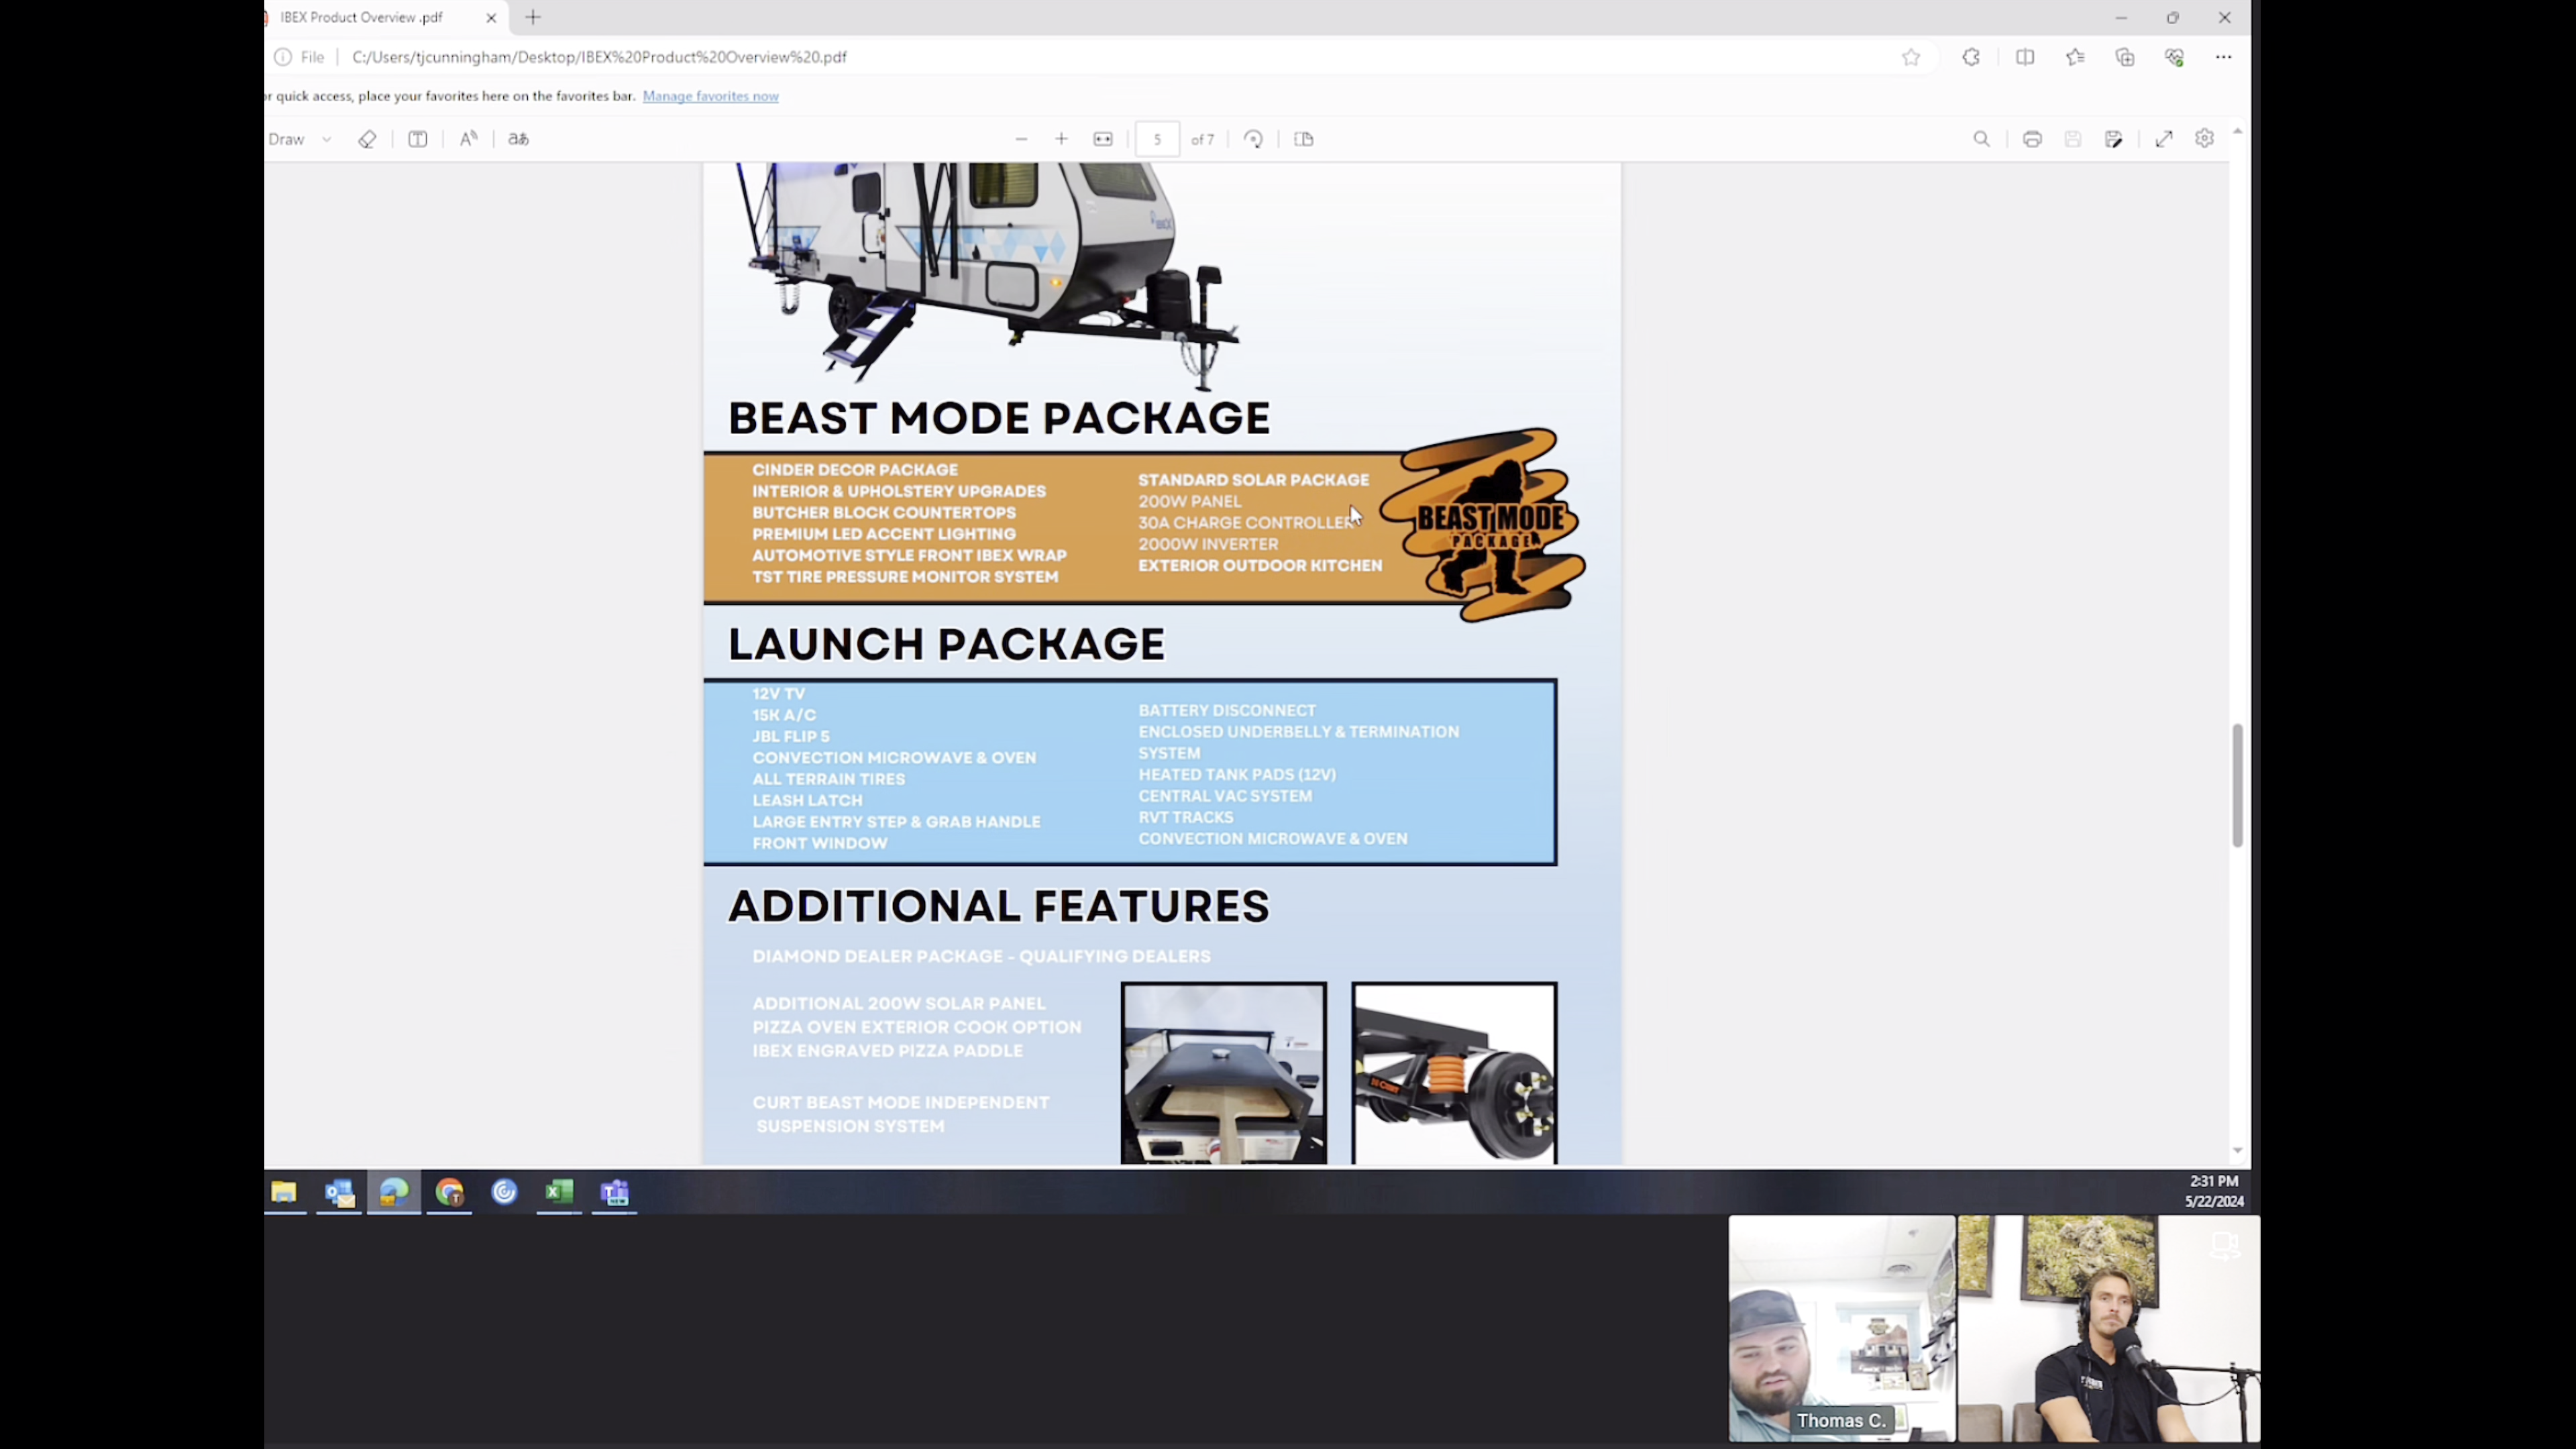 IBEX Product Overview .pdf
File
C:/Users/tjcunningham/Desktop/IBEX%20Product%20Overview%20.pdf
or quick access, place your favorites here on the favorites bar. Manage favorites now
Draw
aあ
5 of 7
BEAST MODE PACKAGE
CINDER DECOR PACKAGE
INTERIOR & UPHOLSTERY UPGRADES
BUTCHER BLOCK COUNTERTOPS
PREMIUM LED ACCENT LIGHTING
AUTOMOTIVE STYLE FRONT IBEX WRAP
TST TIRE PRESSURE MONITOR SYSTEM
STANDARD SOLAR PACKAGE
200W PANEL
30A CHARGE CONTROLLER
2000W INVERTER
EXTERIOR OUTDOOR KITCHEN
BEAST MODE
PACKAGE
LAUNCH PACKAGE
12V TV
15K A/C
JBL FLIP 5
CONVECTION MICROWAVE & OVEN
ALL TERRAIN TIRES
LEASH LATCH
LARGE ENTRY STEP & GRAB HANDLE
FRONT WINDOW
BATTERY DISCONNECT
ENCLOSED UNDERBELLY & TERMINATION
SYSTEM
HEATED TANK PADS (12V)
CENTRAL VAC SYSTEM
RVT TRACKS
CONVECTION MICROWAVE & OVEN
ADDITIONAL FEATURES
DIAMOND DEALER PACKAGE - QUALIFYING DEALERS
ADDITIONAL 200W SOLAR PANEL
PIZZA OVEN EXTERIOR COOK OPTION
IBEX ENGRAVED PIZZA PADDLE
CURT BEAST MODE INDEPENDENT
SUSPENSION SYSTEM
CURT
2:31 PM
5/22/2024
Thomas C.